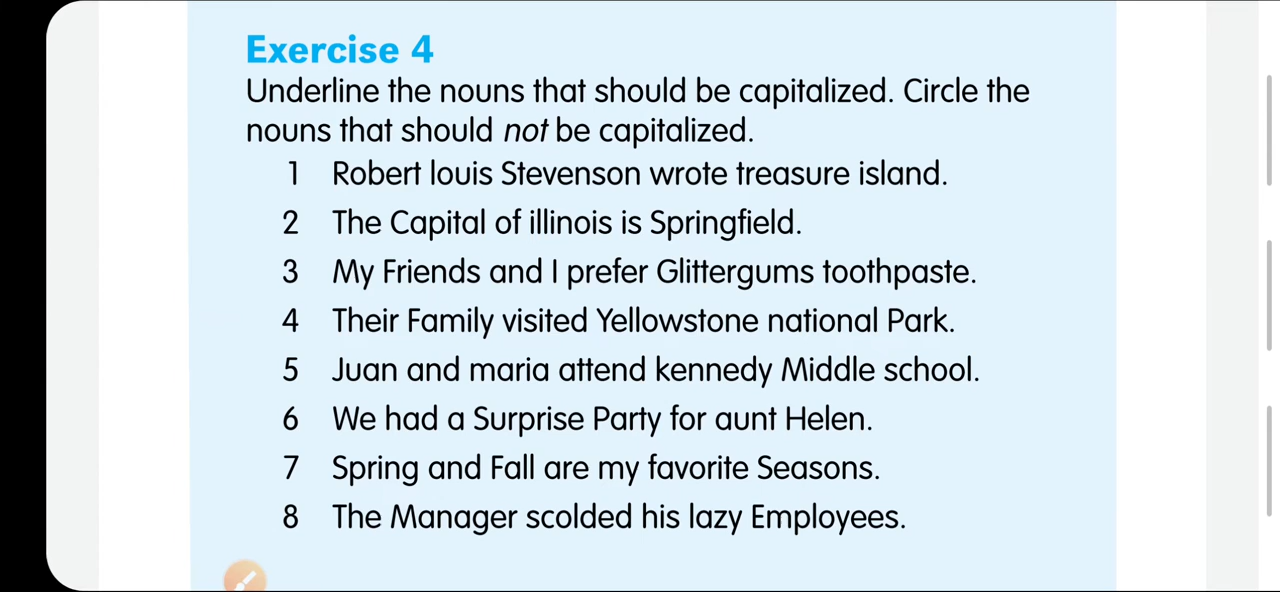 Exercise 4
Underline the nouns that should be capitalized. Circle the
nouns that should not be capitalized.
1 Robert louis Stevenson wrote treasure island.
2 The Capital of illinois is Springfield.
3 My Friends and I prefer Glittergums toothpaste.
4 Their Family visited Yellowstone national Park.
5 Juan and maria attend kennedy Middle school.
6 We had a Surprise Party for aunt Helen.
7 Spring and Fall are my favorite Seasons.
8 The Manager scolded his lazy Employees.